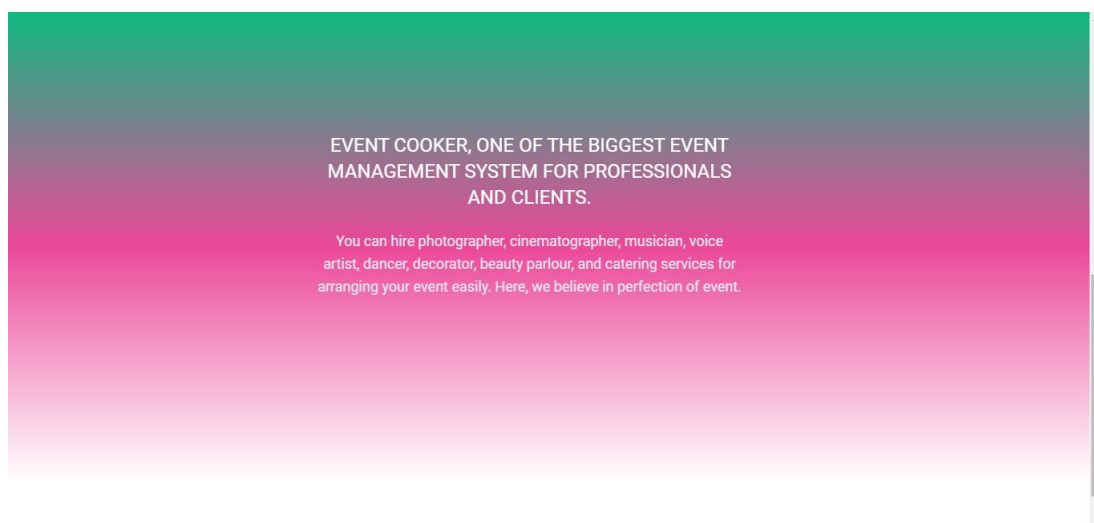 EVENT COOKER, ONE OF THE BIGGEST EVENT
MANAGEMENT SYSTEM FOR PROFESSIONALS
AND CLIENTS.
You can hire photographer, cinematographer, musician, voice
artist, dancer, decorator, beauty parlour, and catering services for
arranging your event easily. Here, we believe in perfection of event.